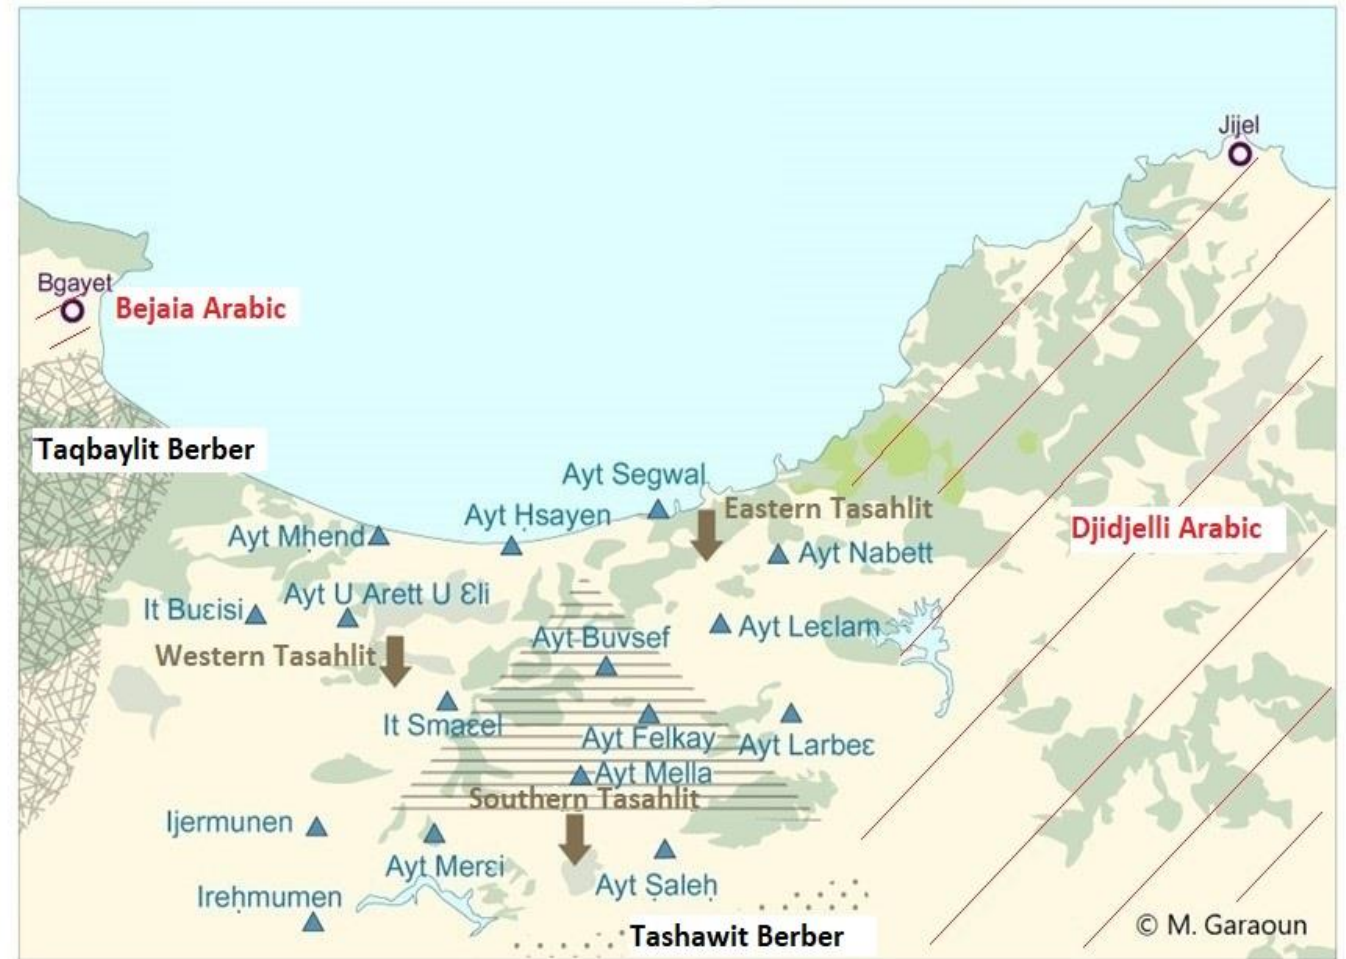 Jijel
Bgayet
Bejaia Arabic
Taqbaylit Berber
Ayt Segwal
Ayt Ḥsayen
Eastern Tasahlit
Ayt Mḥend
Djidjelli Arabic
Ayt Nabett
Ayt U Arett U Ɛli
It Buɛisi
Ayt Buvsef
Ayt Leɛlam
Western Tasahlit
It Smaɛel
Ayt Felkay
Ayt Larbeɛ
Ayt Mella
Southern Tasahlit
Ijermunen
Ayt Merɛi
Ayt Ṣaleḥ
Ireḥmumen
Tashawit Berber
© M. Garaoun